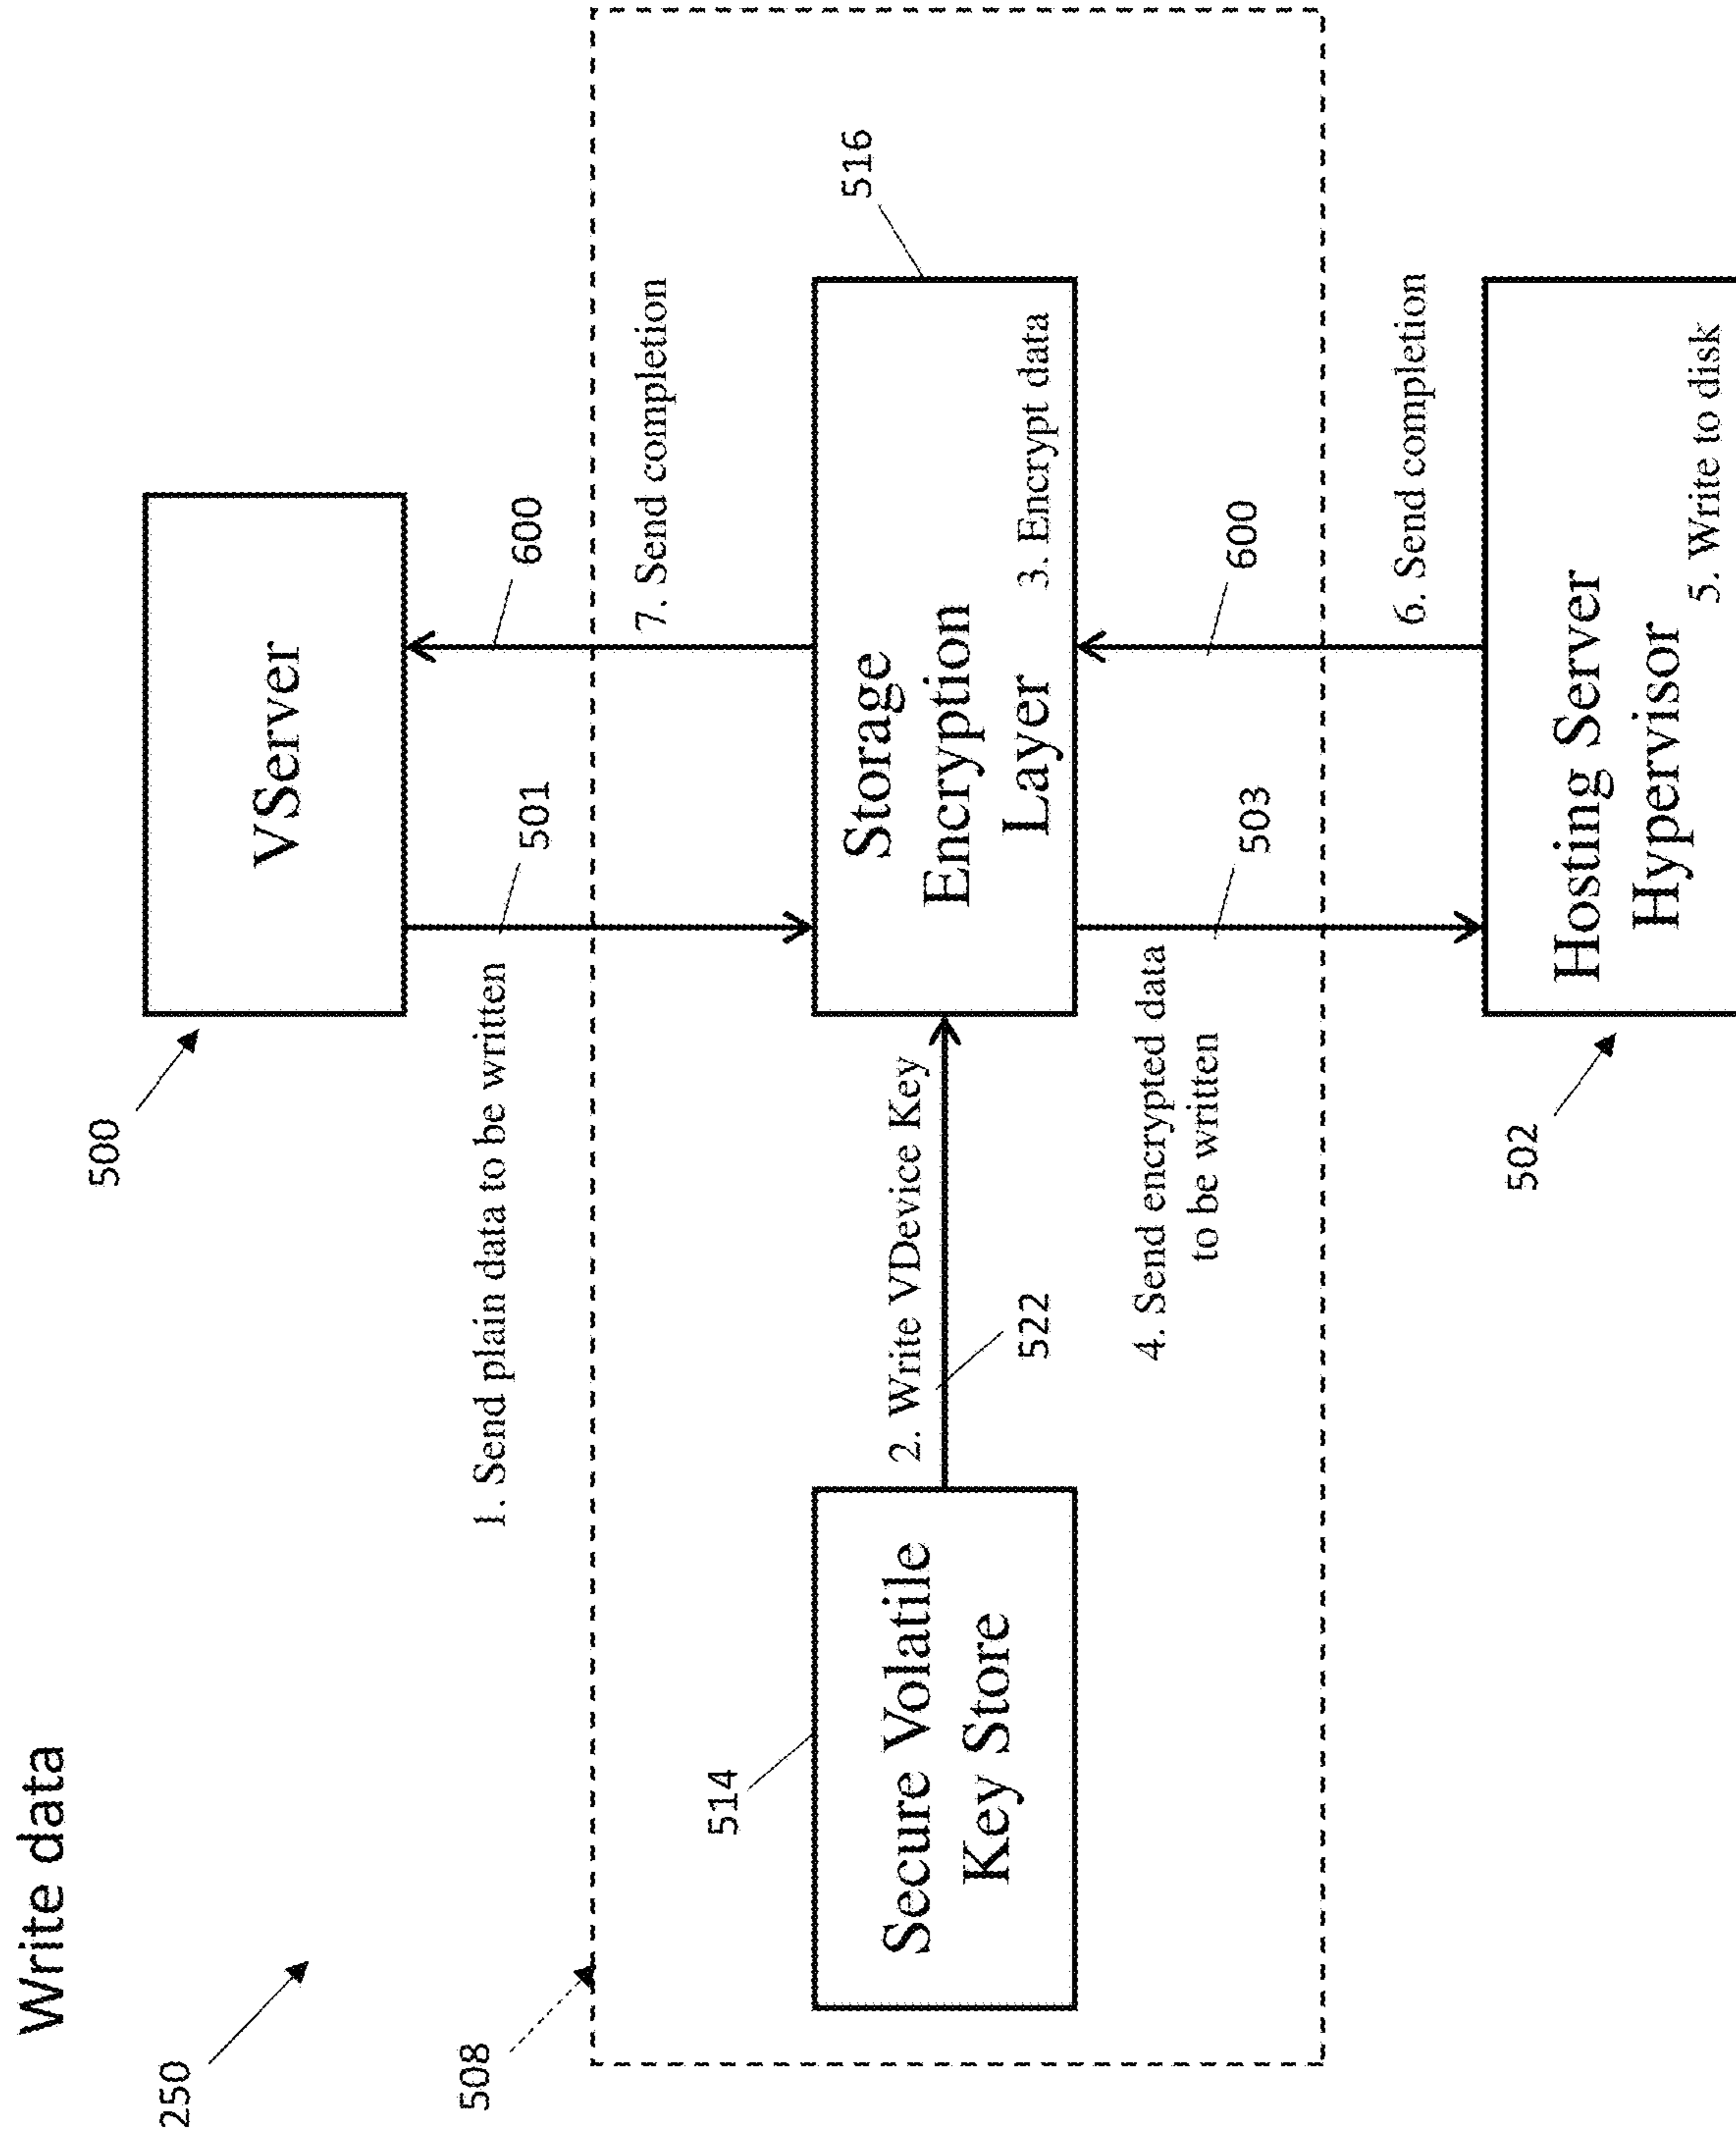 Write data
250
500
VServer
1. Send plain data to be written
501
600
7. Send completion
508
514
Secure Volatile
Key Store
2. Write VDevice Key
522
Storage
Encryption
Layer
3. Encrypt data
516
4. Send encrypted data
to be written
503
600
6. Send completion
502
Hosting Server
Hypervisor
5. Write to disk